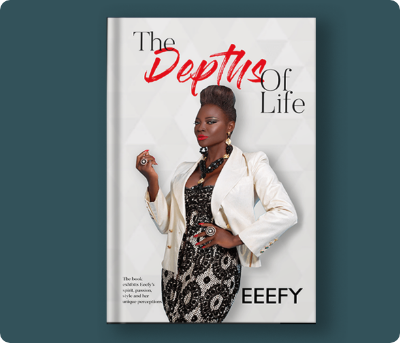 The
Depths
Of
Life
The book
exhibits Eeefy's
spirit, passion,
style and her
unique perceptions
EEEFY